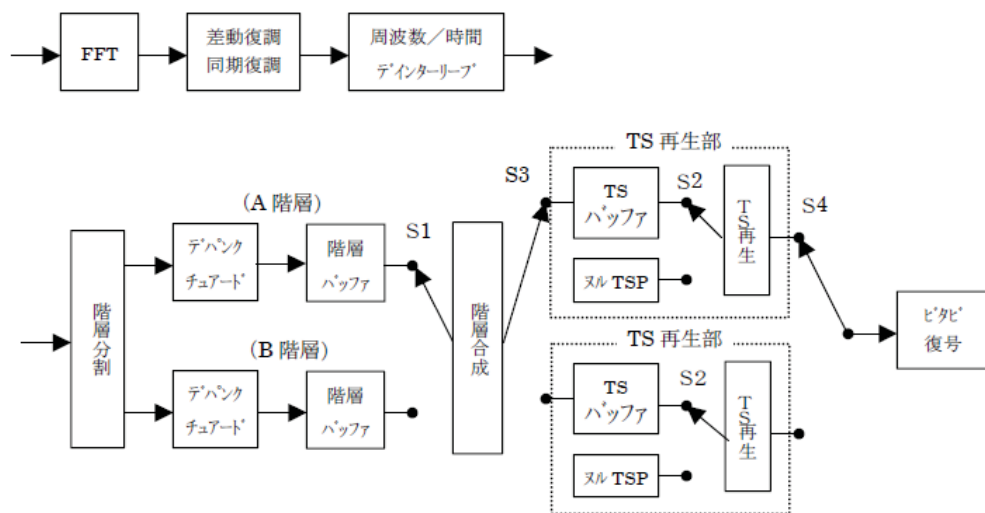 FFT
差動復調
同期復調
周波数／時間
ﾃﾞｲﾝﾀｰﾘｰﾌﾞ
階層分割
(A 階層)
ﾃﾞﾊﾟﾝｸ
ﾁｭｱｰﾄﾞ
階層
ﾊﾞｯﾌｧ
S1
(B 階層)
ﾃﾞﾊﾟﾝｸ
ﾁｭｱｰﾄﾞ
階層
ﾊﾞｯﾌｧ
階層合成
S3
TS 再生部
TS
バッファ
S2
ﾇﾙ TSP
TS再生
S4
TS 再生部
TS
バッファ
S2
ﾇﾙ TSP
TS再生
ﾋﾞﾀﾋﾞ
復号